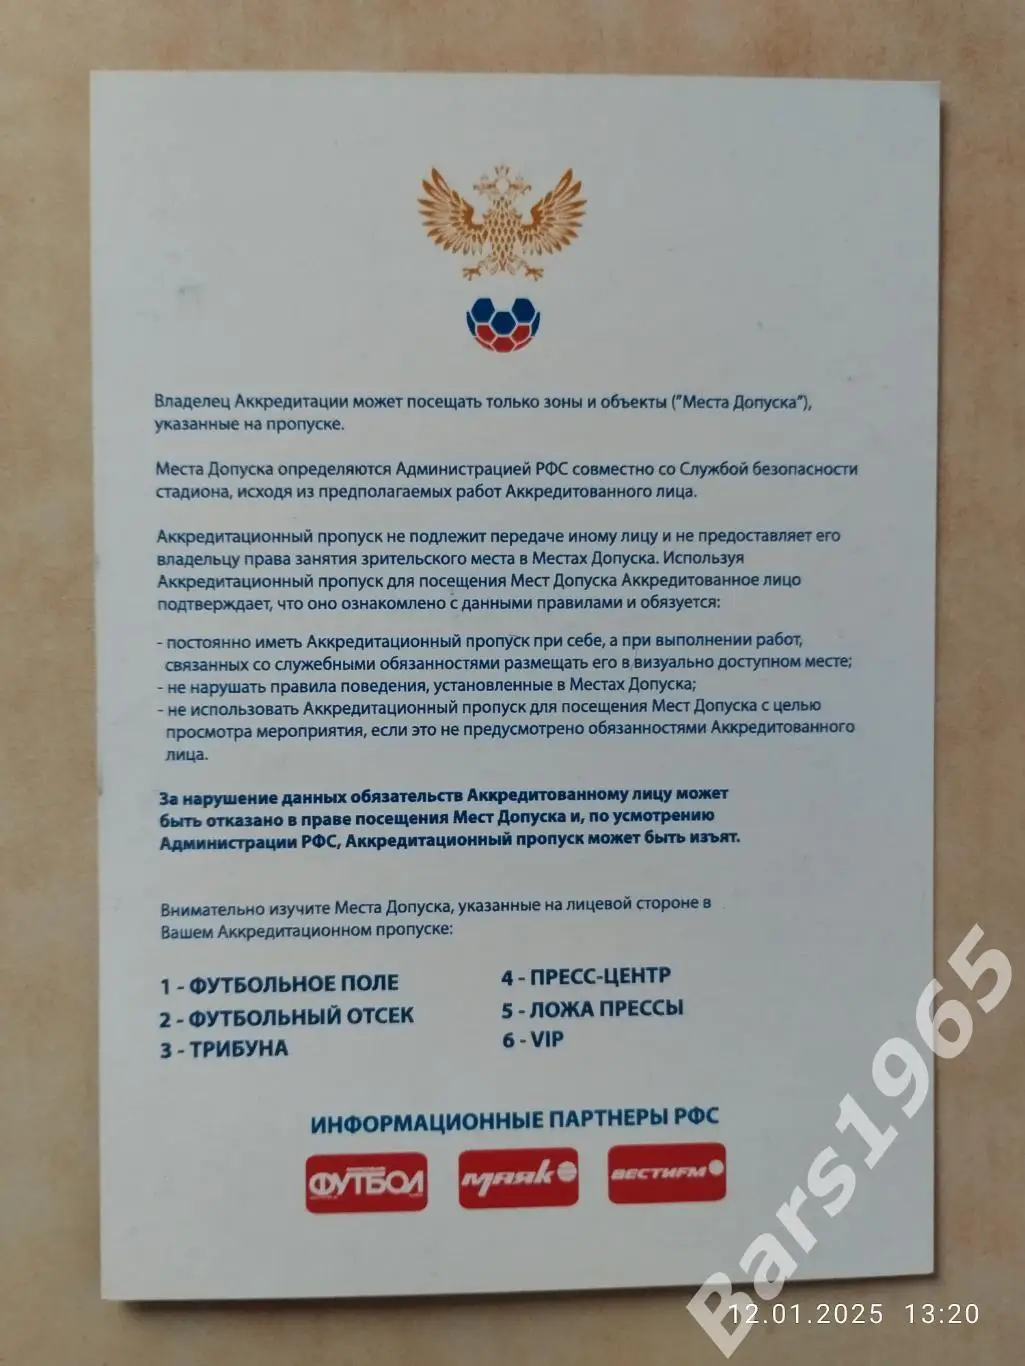 Владелец Аккредитации может посещать только зоны и объекты ("Места Допуска"),
указанные на пропуске.
Места Допуска определяются Администрацией РФС совместно со Службой безопасности
стадиона, исходя из предполагаемых работ Аккредитованного лица.
Аккредитационный пропуск не подлежит передаче иному лицу и не предоставляет его
владельцу права занятия зрительского места в Местах Допуска. Используя
Аккредитационный пропуск для посещения Мест Допуска Аккредитованное лицо
подтверждает, что оно ознакомлено с данными правилами и обязуется:
- постоянно иметь Аккредитационный пропуск при себе, а при выполнении работ,
связанных со служебными обязанностями размещать его в визуально доступном месте;
- не нарушать правила поведения, установленные в Местах Допуска;
- не использовать Аккредитационный пропуск для посещения Мест Допуска с целью
просмотра мероприятия, если это не предусмотрено обязанностями Аккредитованного
лица.
За нарушение данных обязательств Аккредитованному лицу может
быть отказано в праве посещения Мест Допуска и, по усмотрению
Администрации РФС, Аккредитационный пропуск может быть изъят.
Внимательно изучите Места Допуска, указанные на лицевой стороне в
Вашем Аккредитационном пропуске:
1 - ФУТБОЛЬНОЕ ПОЛЕ
2 - ФУТБОЛЬНЫЙ ОТСЕК
3 - ТРИБУНА
4 - ПРЕСС-ЦЕНТР
5 - ЛОЖА ПРЕССЫ
6 - VIP
ИНФОРМАЦИОННЫЕ ПАРТНЕРЫ РФС
ФУТБОЛ
МАЯК
ВЕСТИFM
Bars1965
12.01.2025 13:20